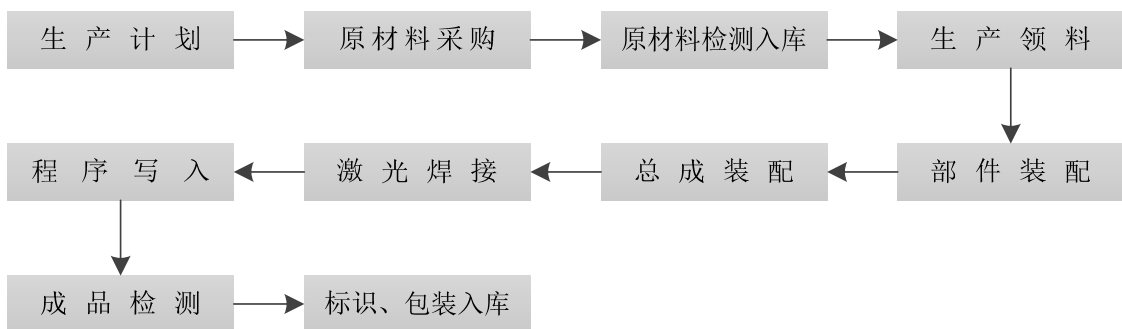 生产计划
原材料采购
原材料检测入库
生产领料
部件装配
总成装配
激光焊接
程序写入
成品检测
标识、包装入库